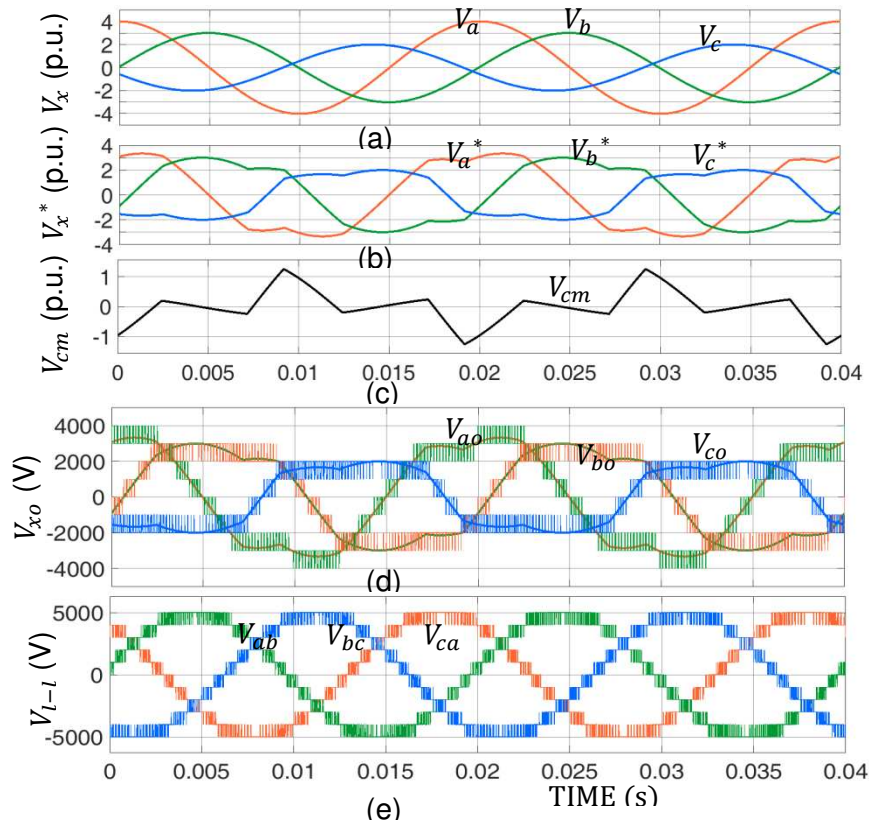 V_x (p.u.)
4
2
0
-2
-4
V_a
V_b
V_c
(a)
V_x^* (p.u.)
4
2
0
-2
-4
V_a^*
V_b^*
V_c^*
(b)
V_cm (p.u.)
1
0
-1
V_cm
0 0.005 0.01 0.015 0.02 0.025 0.03 0.035 0.04
(c)
V_xo (V)
4000
2000
0
-2000
-4000
V_ao
V_bo
V_co
(d)
V_l-l (V)
5000
0
-5000
V_ab
V_bc
V_ca
0 0.005 0.01 0.015 0.02 0.025 0.03 0.035 0.04
TIME (s)
(e)